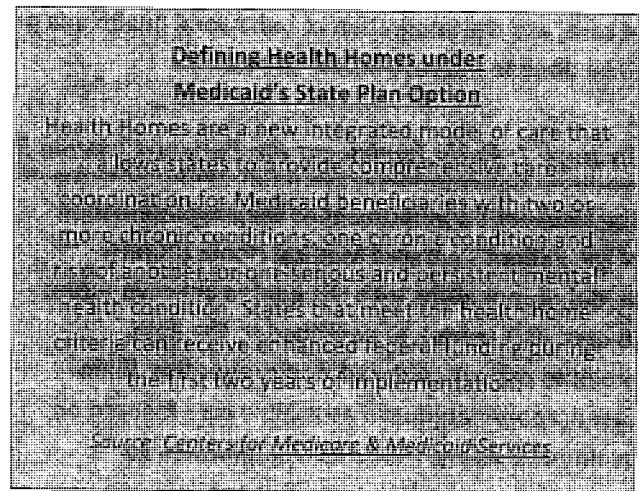 Defining Health Homes under
Medicaid's State Plan Option
Health Homes are a new integrated model of care that
allows states to provide comprehensive care
coordination for Medicaid beneficiaries with two or
more chronic conditions, one chronic condition and
risk of another, or one serious and persistent mental
health condition. States that meet the health home
criteria can receive enhanced federal funding during
the first two years of implementation.
Source: Centers for Medicare & Medicaid Services